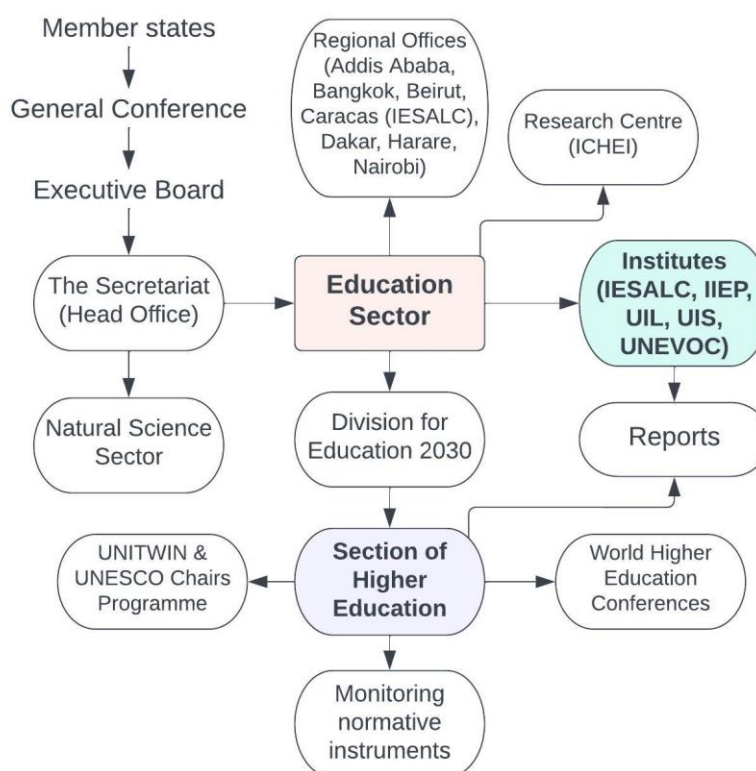 Member states
General Conference
Executive Board
The Secretariat
(Head Office)
Natural Science
Sector
Regional Offices
(Addis Ababa,
Bangkok, Beirut,
Caracas (IESALC),
Dakar, Harare,
Nairobi)
Research Centre
(ICHEI)
Education
Sector
Institutes
(IESALC, IIEP,
UIL, UIS,
UNEVOC)
Division for
Education 2030
Reports
UNITWIN &
UNESCO Chairs
Programme
Section of
Higher
Education
World Higher
Education
Conferences
Monitoring
normative
instruments